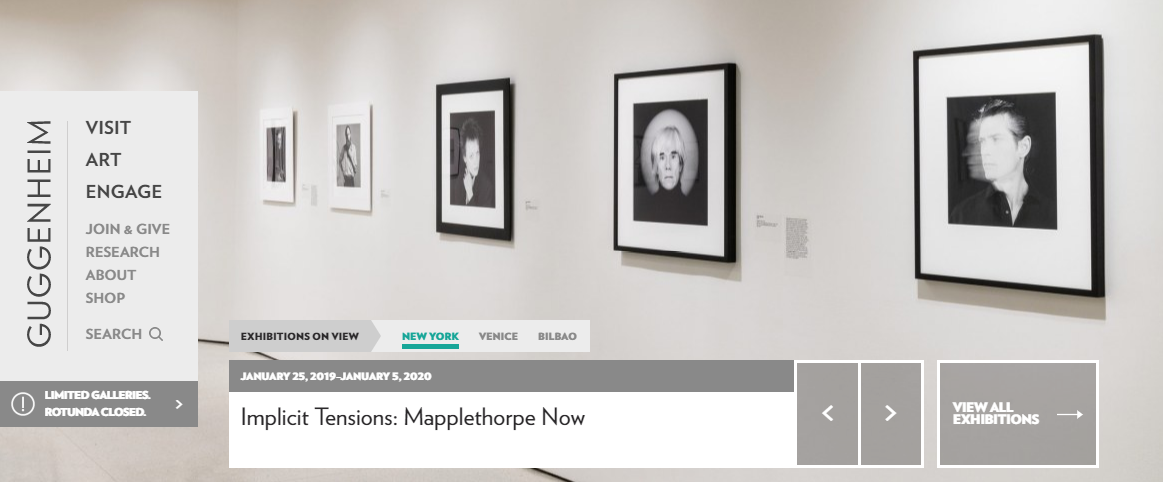 GUGGENHEIM
VISIT
ART
ENGAGE
JOIN & GIVE
RESEARCH
ABOUT
SHOP
SEARCH
LIMITED GALLERIES.
ROTUNDA CLOSED.
EXHIBITIONS ON VIEW
NEW YORK
VENICE
BILBAO
JANUARY 25, 2019–JANUARY 5, 2020
Implicit Tensions: Mapplethorpe Now
VIEW ALL
EXHIBITIONS